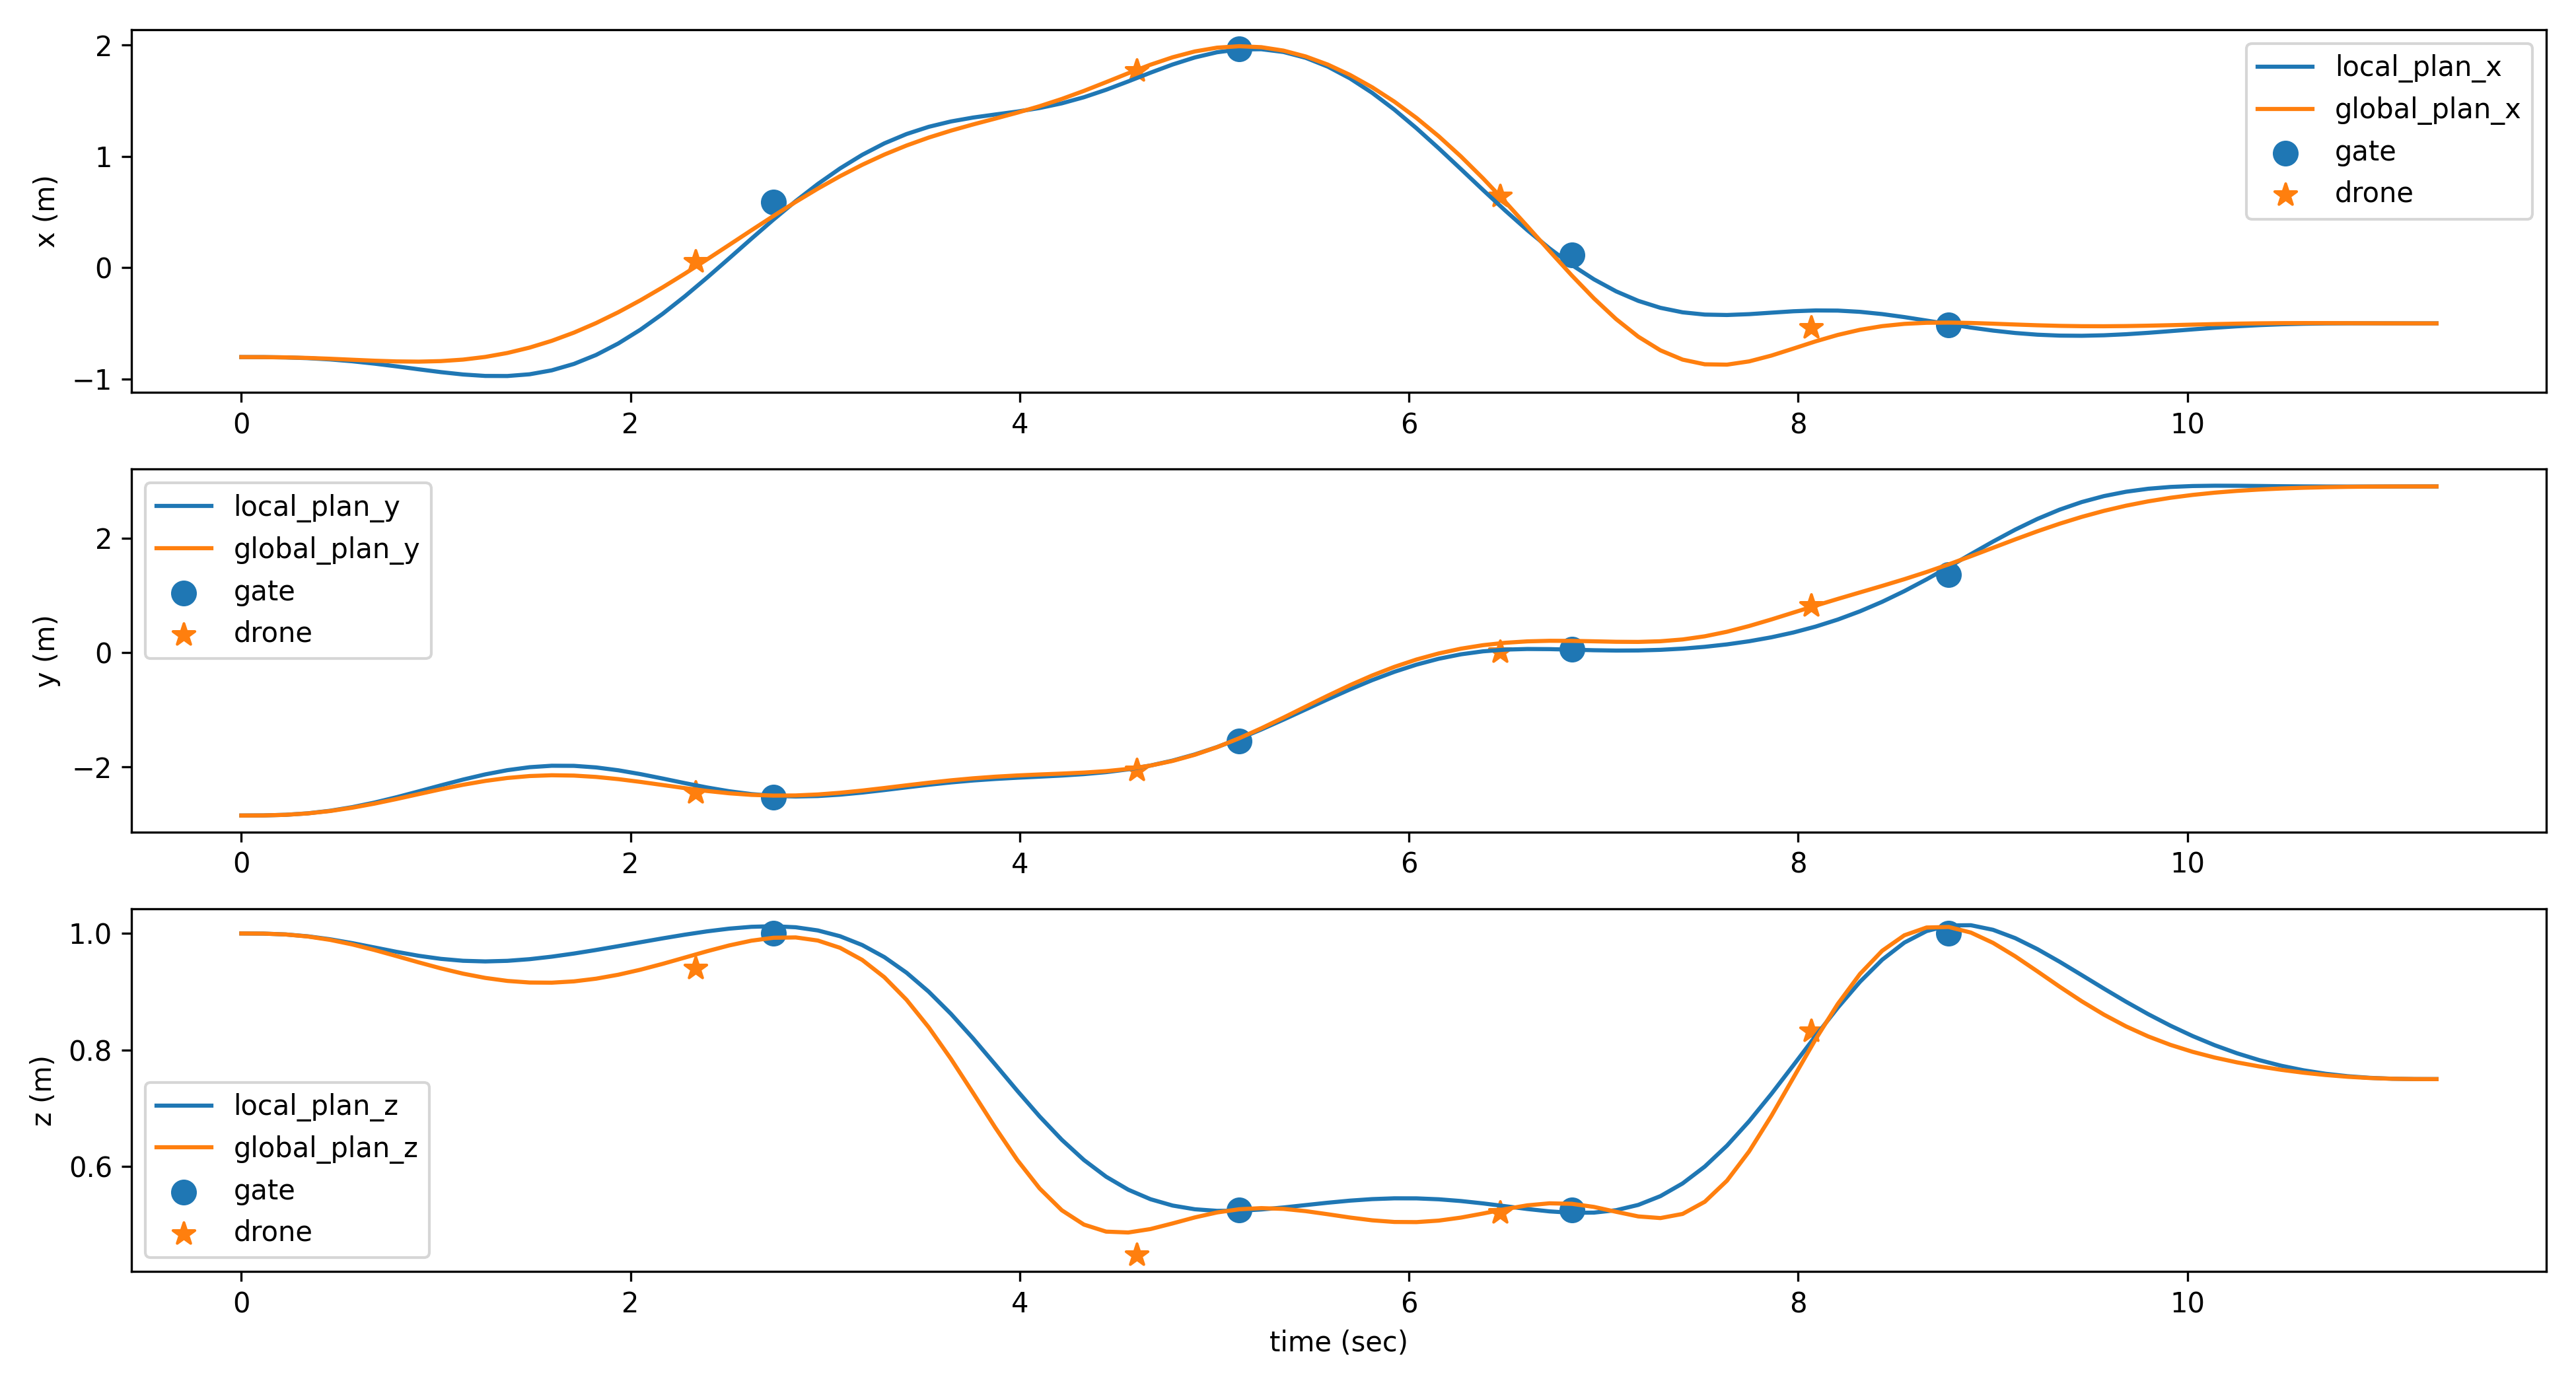 2
1
0
−1
x (m)
local_plan_x
global_plan_x
gate
drone
0 2 4 6 8 10
2
0
−2
y (m)
local_plan_y
global_plan_y
gate
drone
0 2 4 6 8 10
1.0
0.8
0.6
z (m)
local_plan_z
global_plan_z
gate
drone
0 2 4 6 8 10
time (sec)